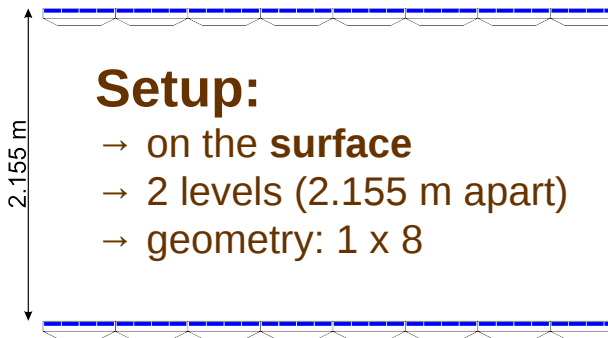 2.155 m
Setup:
→ on the surface
→ 2 levels (2.155 m apart)
→ geometry: 1 x 8